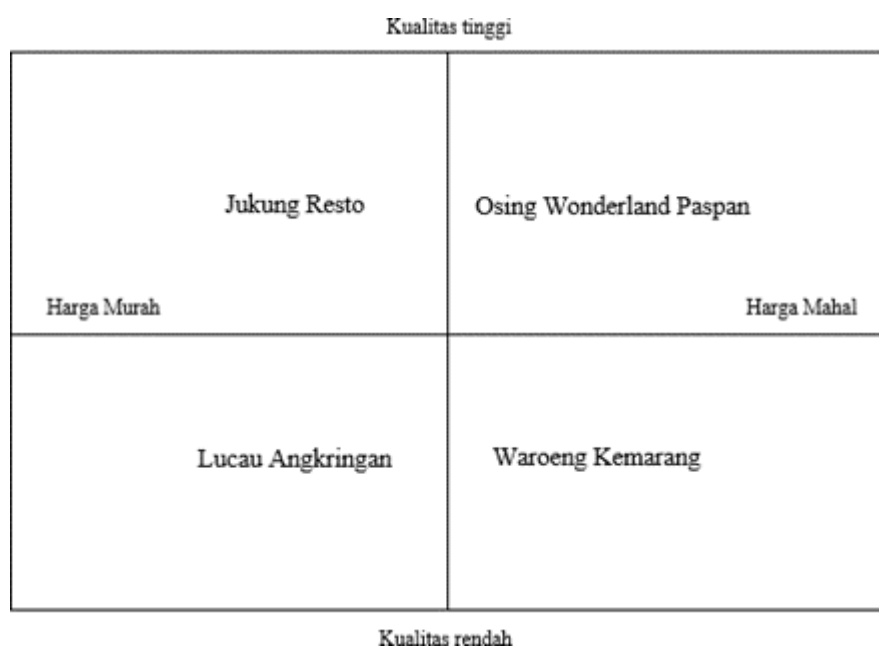 Kualitas tinggi
Jukung Resto
Osing Wonderland Paspan
Harga Murah
Harga Mahal
Lucau Angkringan
Waroeng Kemarang
Kualitas rendah